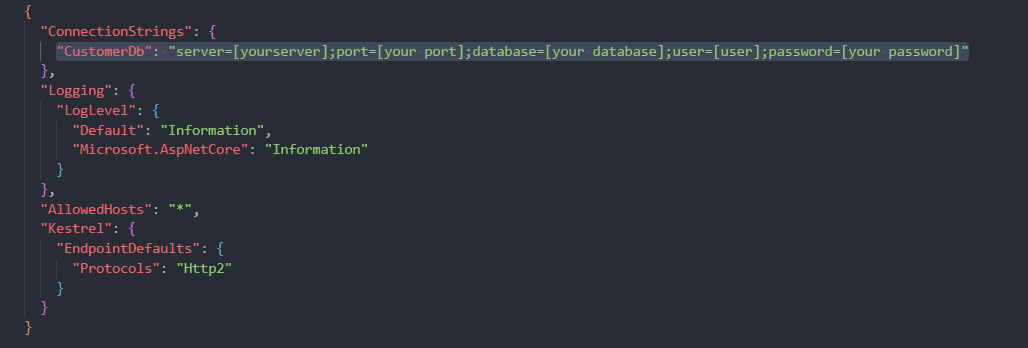 {
"ConnectionStrings": {
"CustomerDb": "server=[yourserver];port=[your port];database=[your database];user=[user];password=[your password]"
},
"Logging": {
"LogLevel": {
"Default": "Information",
"Microsoft.AspNetCore": "Information"
}
},
"AllowedHosts": "*",
"Kestrel": {
"EndpointDefaults": {
"Protocols": "Http2"
}
}
}